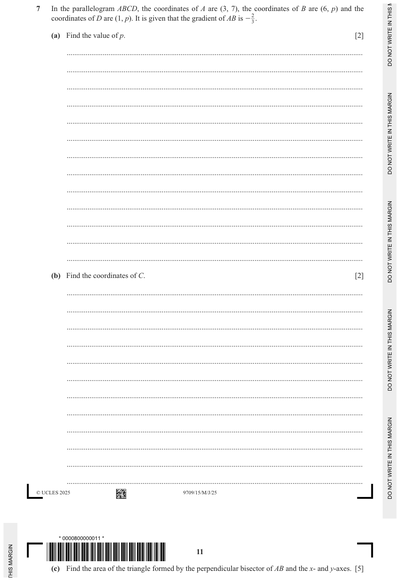 7 In the parallelogram ABCD, the coordinates of A are (3, 7), the coordinates of B are (6, p) and the
coordinates of D are (1, p). It is given that the gradient of AB is −2/3.
(a) Find the value of p. [2]
(b) Find the coordinates of C. [2]
© UCLES 2025 9709/15/M/J/25
DO NOT WRITE IN THIS MARGIN
DO NOT WRITE IN THIS MARGIN
DO NOT WRITE IN THIS MARGIN
DO NOT WRITE IN THIS MARGIN
DO NOT WRITE IN THIS MARGIN
THIS MARGIN
* 0000800000011 *
11
(c) Find the area of the triangle formed by the perpendicular bisector of AB and the x- and y-axes. [5]